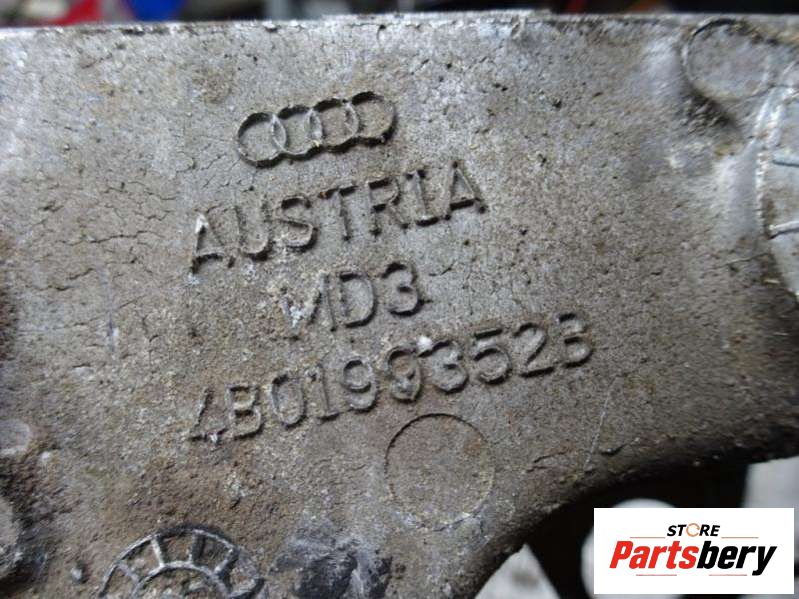 AUSTRIA
MD3
4B0199352B
STORE
Partsbery